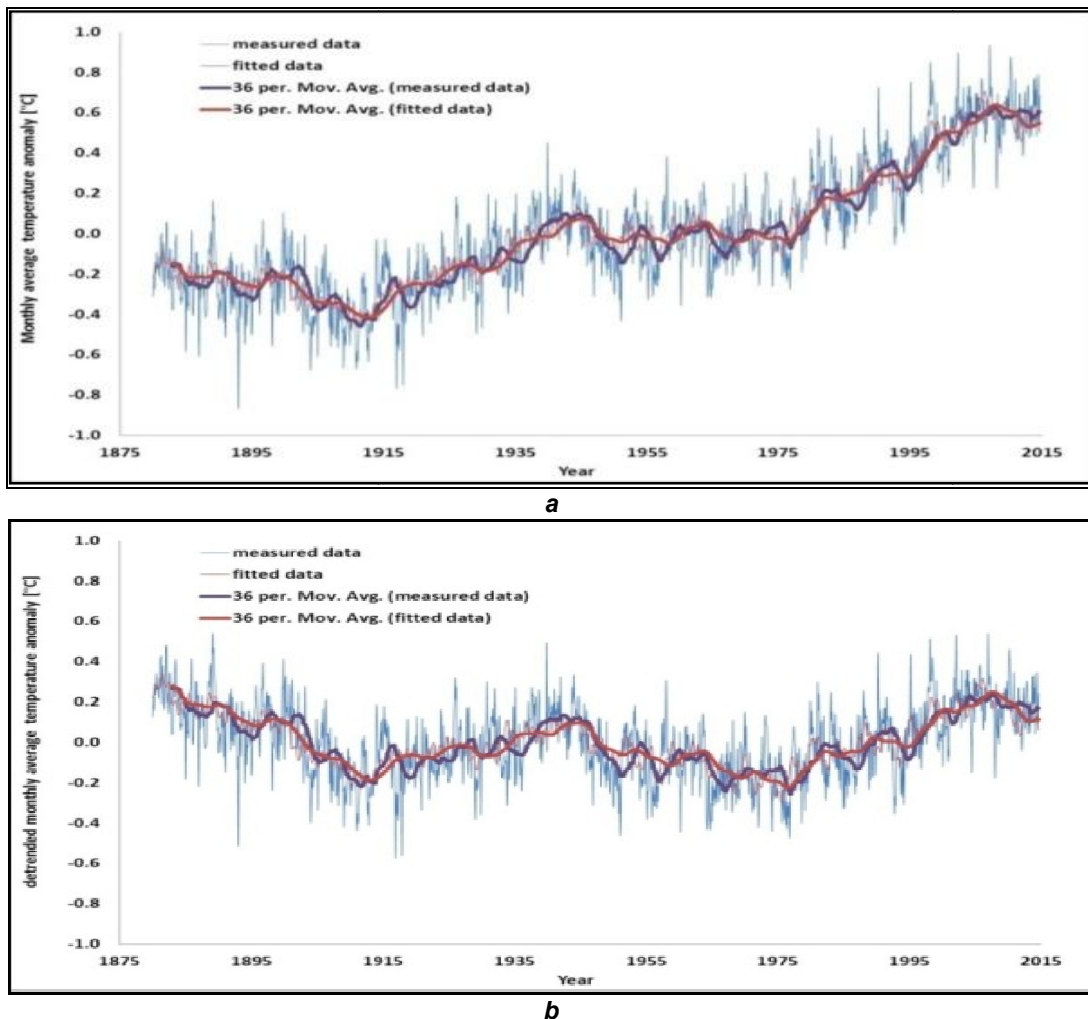 1.0
0.8
0.6
0.4
0.2
0.0
-0.2
-0.4
-0.6
-0.8
-1.0
Monthly average temperature anomaly [°C]
measured data
fitted data
36 per. Mov. Avg. (measured data)
36 per. Mov. Avg. (fitted data)
1875 1895 1915 1935 1955 1975 1995 2015
Year
a
1.0
0.8
0.6
0.4
0.2
0.0
-0.2
-0.4
-0.6
-0.8
-1.0
detrended monthly average temperature anomaly [°C]
measured data
fitted data
36 per. Mov. Avg. (measured data)
36 per. Mov. Avg. (fitted data)
1875 1895 1915 1935 1955 1975 1995 2015
Year
b